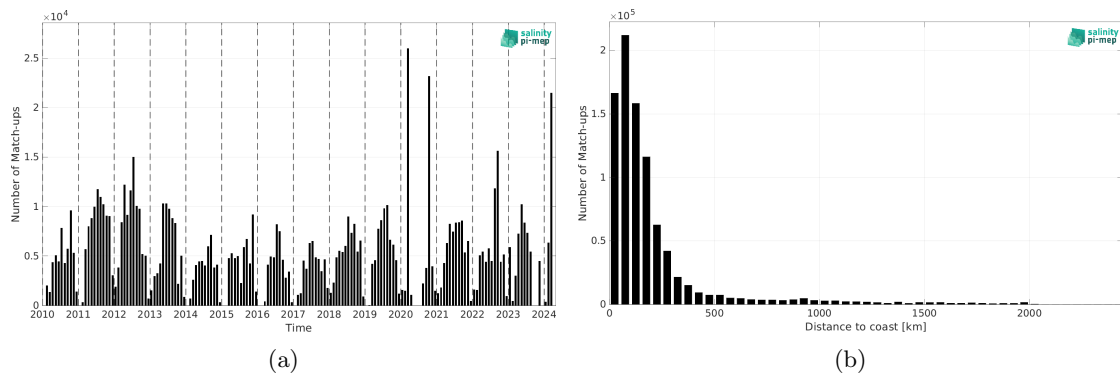 ×10⁴
salinity
pi-mep
2.5
2
1.5
1
0.5
0
Number of Match-ups
2010 2011 2012 2013 2014 2015 2016 2017 2018 2019 2020 2021 2022 2023 2024
Time
(a)
×10⁵
salinity
pi-mep
2
1.5
1
0.5
0
Number of Match-ups
0 500 1000 1500 2000
Distance to coast [km]
(b)